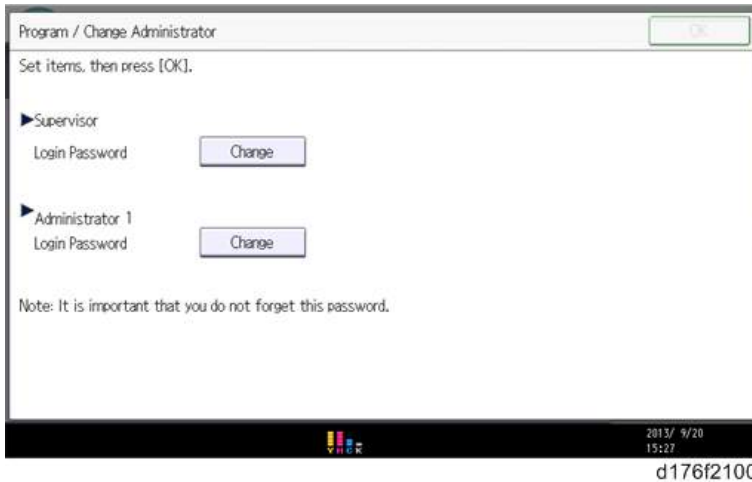 Program / Change Administrator
OK
Set items, then press [OK].
▶Supervisor
Login Password Change
▶Administrator 1
Login Password Change
Note: It is important that you do not forget this password.
Y M C K
2013/ 9/20
15:27
d176f2100